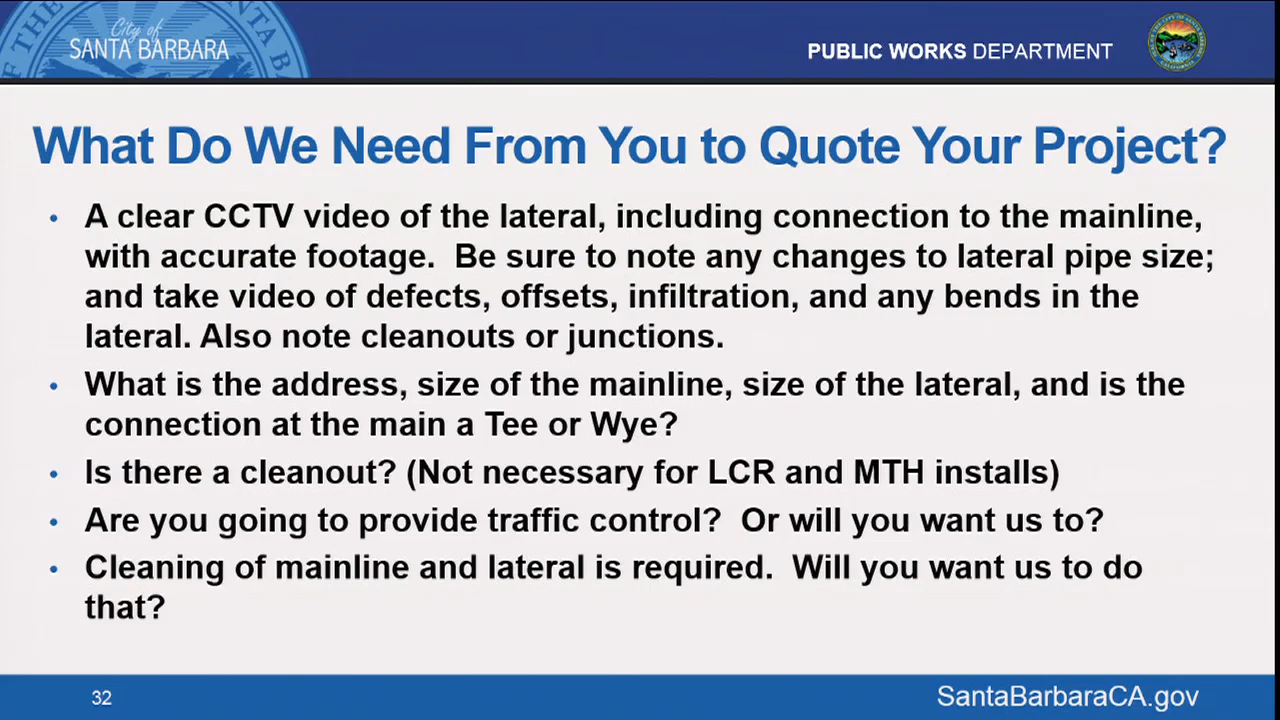 City of
SANTA BARBARA
PUBLIC WORKS DEPARTMENT
What Do We Need From You to Quote Your Project?
• A clear CCTV video of the lateral, including connection to the mainline,
with accurate footage.  Be sure to note any changes to lateral pipe size;
and take video of defects, offsets, infiltration, and any bends in the
lateral. Also note cleanouts or junctions.
• What is the address, size of the mainline, size of the lateral, and is the
connection at the main a Tee or Wye?
• Is there a cleanout? (Not necessary for LCR and MTH installs)
• Are you going to provide traffic control?  Or will you want us to?
• Cleaning of mainline and lateral is required.  Will you want us to do
that?
32
SantaBarbaraCA.gov